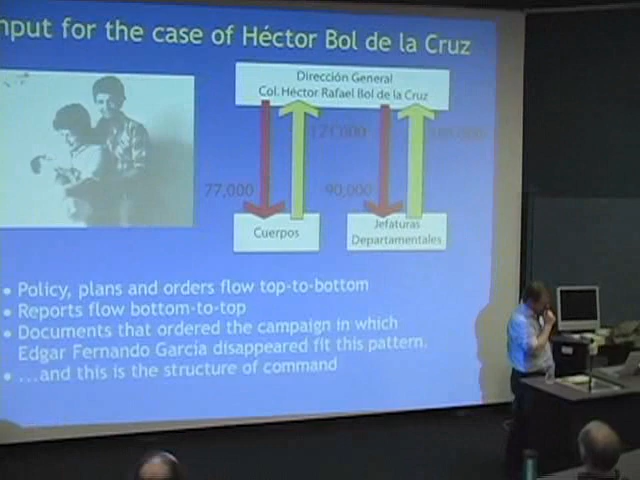 nput for the case of Héctor Bol de la Cruz
Dirección General
Col. Héctor Rafael Bol de la Cruz
77,000
90,000
Cuerpos
Jefaturas
Departamentales
• Policy, plans and orders flow top-to-bottom
• Reports flow bottom-to-top
• Documents that ordered the campaign in which
Edgar Fernando García disappeared fit this pattern.
• ...and this is the structure of command